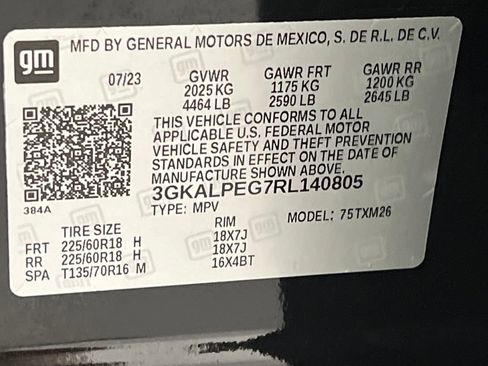 gm
MFD BY GENERAL MOTORS DE MEXICO, S. DE R.L. DE C.V.
07/23 GVWR GAWR FRT GAWR RR
2025 KG 1175 KG 1200 KG
4464 LB 2590 LB 2645 LB
THIS VEHICLE CONFORMS TO ALL
APPLICABLE U.S. FEDERAL MOTOR
VEHICLE SAFETY AND THEFT PREVENTION
STANDARDS IN EFFECT ON THE DATE OF
MANUFACTURE SHOWN ABOVE.
3GKALPEG7RL140805
384A
TYPE: MPV MODEL: 75TXM26
TIRE SIZE RIM
FRT 225/60R18 H 18X7J
RR 225/60R18 H 18X7J
SPA T135/70R16 M 16X4BT